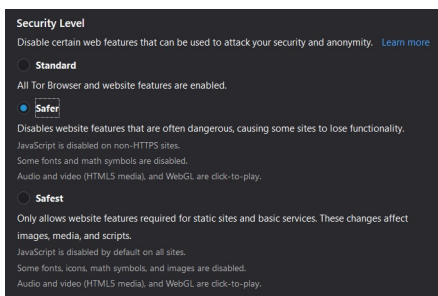 Security Level
Disable certain web features that can be used to attack your security and anonymity. Learn more
Standard
All Tor Browser and website features are enabled.
Safer
Disables website features that are often dangerous, causing some sites to lose functionality.
JavaScript is disabled on non-HTTPS sites.
Some fonts and math symbols are disabled.
Audio and video (HTML5 media), and WebGL are click-to-play.
Safest
Only allows website features required for static sites and basic services. These changes affect
images, media, and scripts.
JavaScript is disabled by default on all sites.
Some fonts, icons, math symbols, and images are disabled.
Audio and video (HTML5 media), and WebGL are click-to-play.